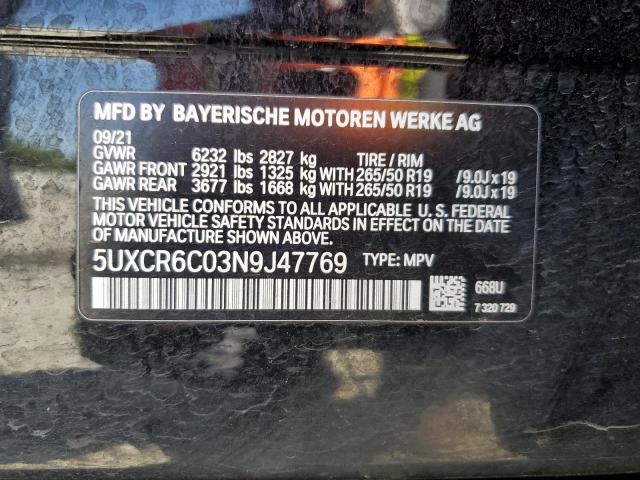 MFD BY BAYERISCHE MOTOREN WERKE AG
09/21
GVWR 6232 lbs 2827 kg TIRE / RIM
GAWR FRONT 2921 lbs 1325 kg WITH 265/50 R19 /9.0J x 19
GAWR REAR 3677 lbs 1668 kg WITH 265/50 R19 /9.0J x 19
THIS VEHICLE CONFORMS TO ALL APPLICABLE U. S. FEDERAL
MOTOR VEHICLE SAFETY STANDARDS IN EFFECT ON THE DATE
OF MANUFACTURE SHOWN ABOVE.
5UXCR6C03N9J47769 TYPE: MPV
668U
7 320 729